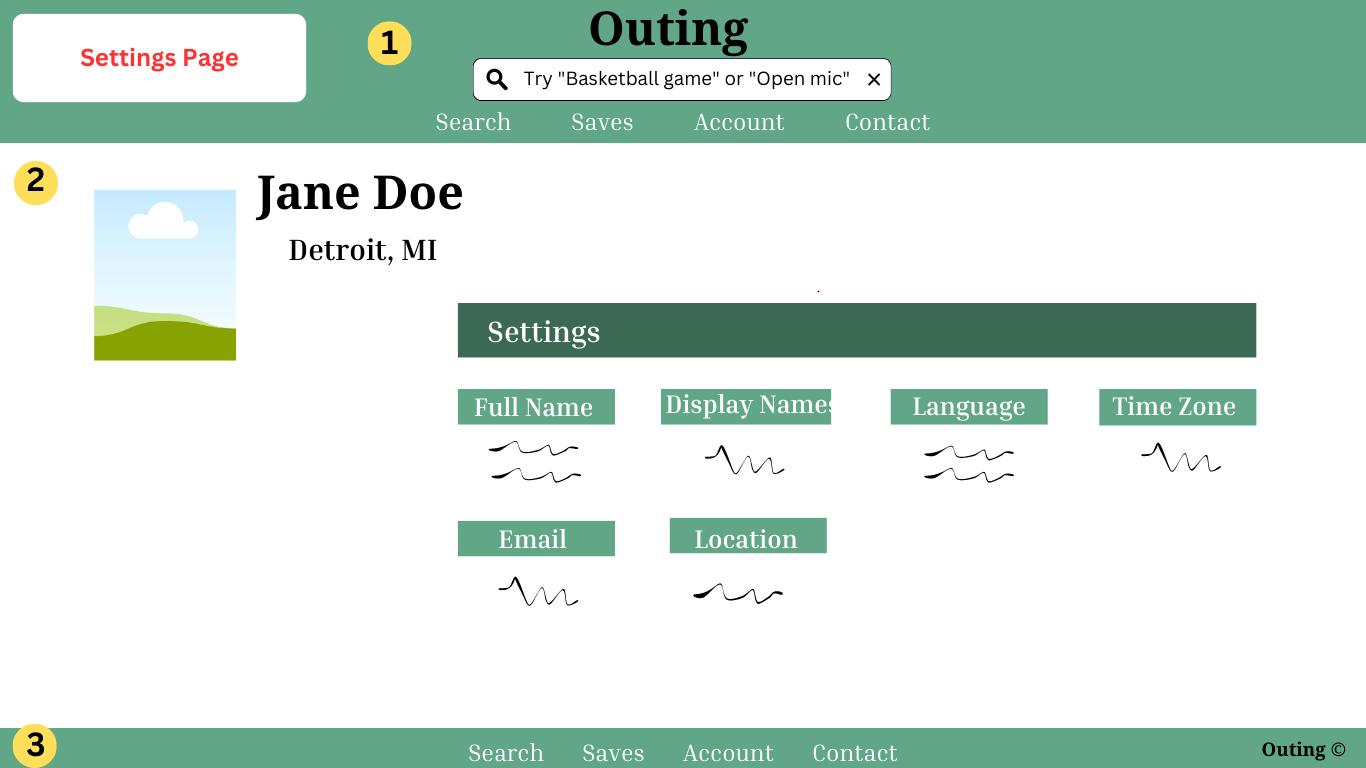 Settings Page
1
Outing
Try "Basketball game" or "Open mic" ✕
Search Saves Account Contact
2
Jane Doe
Detroit, MI
.
Settings
Full Name Display Names Language Time Zone
Email Location
3
Search Saves Account Contact
Outing ©